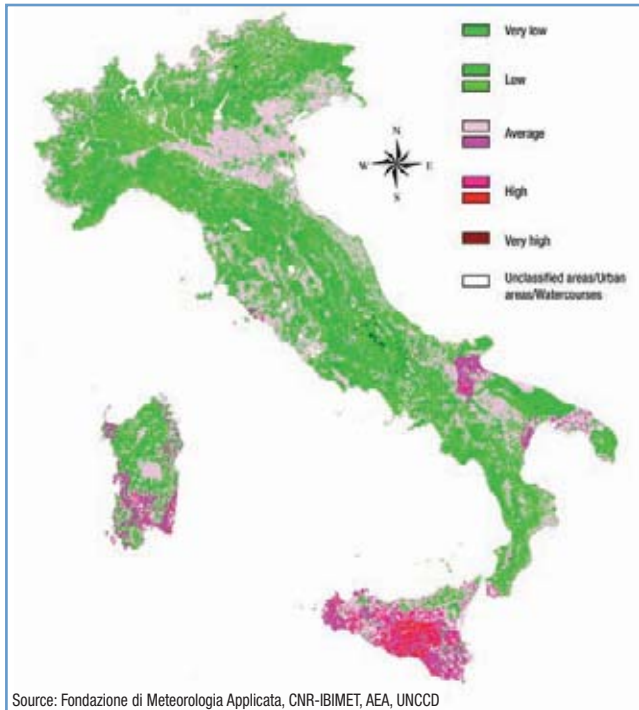 Very low
Low
Average
High
Very high
Unclassified areas/Urban
areas/Watercourses
N
W
E
S
Source: Fondazione di Meteorologia Applicata, CNR-IBIMET, AEA, UNCCD